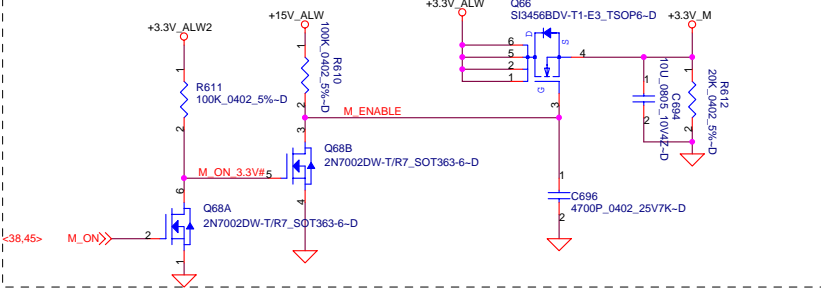 +3.3V_ALW
Q66
SI3456BDV-T1-E3_TSOP6~D
+15V_ALW
+3.3V_M
+3.3V_ALW2
1
R610
100K_0402_5%~D
2
1
R611
100K_0402_5%~D
2
D
S
G
6
5
2
1
4
3
1
C694
10U_0805_10V4Z~D
2
1
R612
20K_0402_5%~D
2
M_ENABLE
3
Q68B
2N7002DW-T/R7_SOT363-6~D
M_ON_3.3V#
5
4
6
Q68A
2N7002DW-T/R7_SOT363-6~D
1
C696
4700P_0402_25V7K~D
2
<38,45>
M_ON
2
1